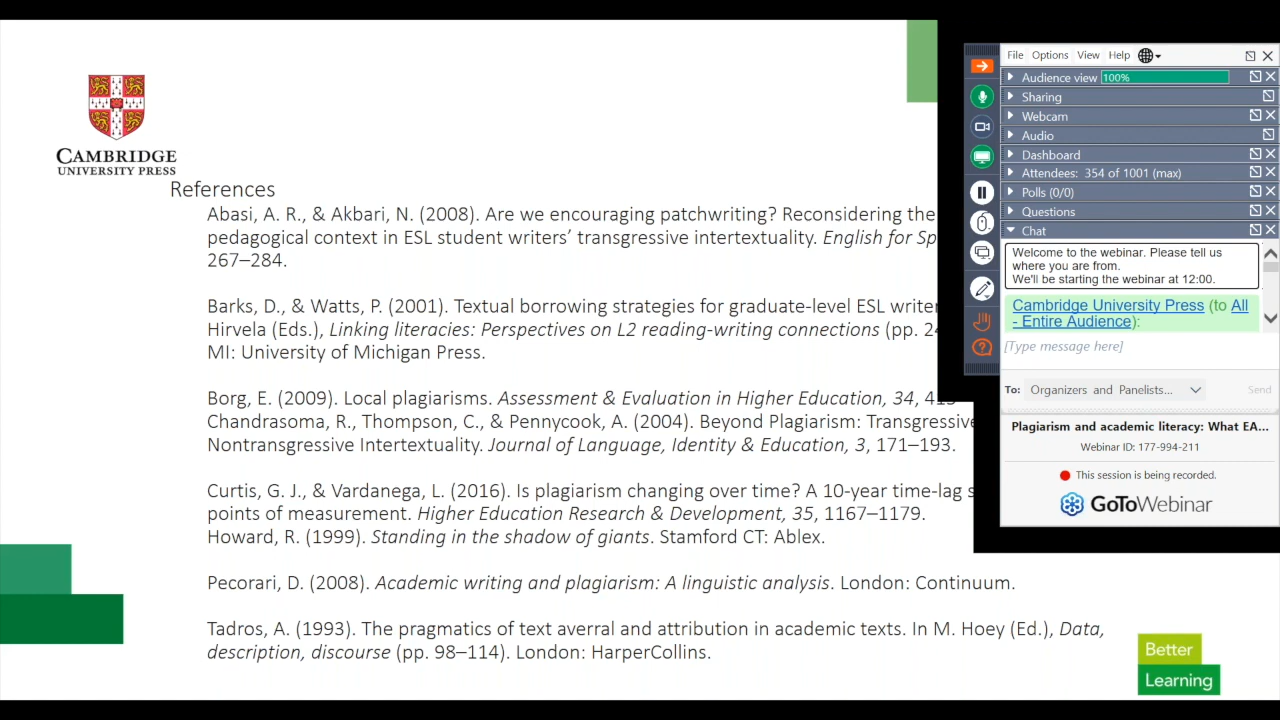 CAMBRIDGE
UNIVERSITY PRESS
References
Abasi, A. R., & Akbari, N. (2008). Are we encouraging patchwriting? Reconsidering the
pedagogical context in ESL student writers’ transgressive intertextuality. English for Sp
267–284.
Barks, D., & Watts, P. (2001). Textual borrowing strategies for graduate-level ESL writer
Hirvela (Eds.), Linking literacies: Perspectives on L2 reading-writing connections (pp. 24
MI: University of Michigan Press.
Borg, E. (2009). Local plagiarisms. Assessment & Evaluation in Higher Education, 34, 415
Chandrasoma, R., Thompson, C., & Pennycook, A. (2004). Beyond Plagiarism: Transgressive
Nontransgressive Intertextuality. Journal of Language, Identity & Education, 3, 171–193.
Curtis, G. J., & Vardanega, L. (2016). Is plagiarism changing over time? A 10-year time-lag s
points of measurement. Higher Education Research & Development, 35, 1167–1179.
Howard, R. (1999). Standing in the shadow of giants. Stamford CT: Ablex.
Pecorari, D. (2008). Academic writing and plagiarism: A linguistic analysis. London: Continuum.
Tadros, A. (1993). The pragmatics of text averral and attribution in academic texts. In M. Hoey (Ed.), Data,
description, discourse (pp. 98–114). London: HarperCollins.
Better
Learning
File Options View Help
Audience view 100%
Sharing
Webcam
Audio
Dashboard
Attendees: 354 of 1001 (max)
Polls (0/0)
Questions
Chat
Welcome to the webinar. Please tell us
where you are from.
We'll be starting the webinar at 12:00.
Cambridge University Press (to All
- Entire Audience):
[Type message here]
To: Organizers and Panelists... Send
Plagiarism and academic literacy: What EA...
Webinar ID: 177-994-211
This session is being recorded.
GoToWebinar